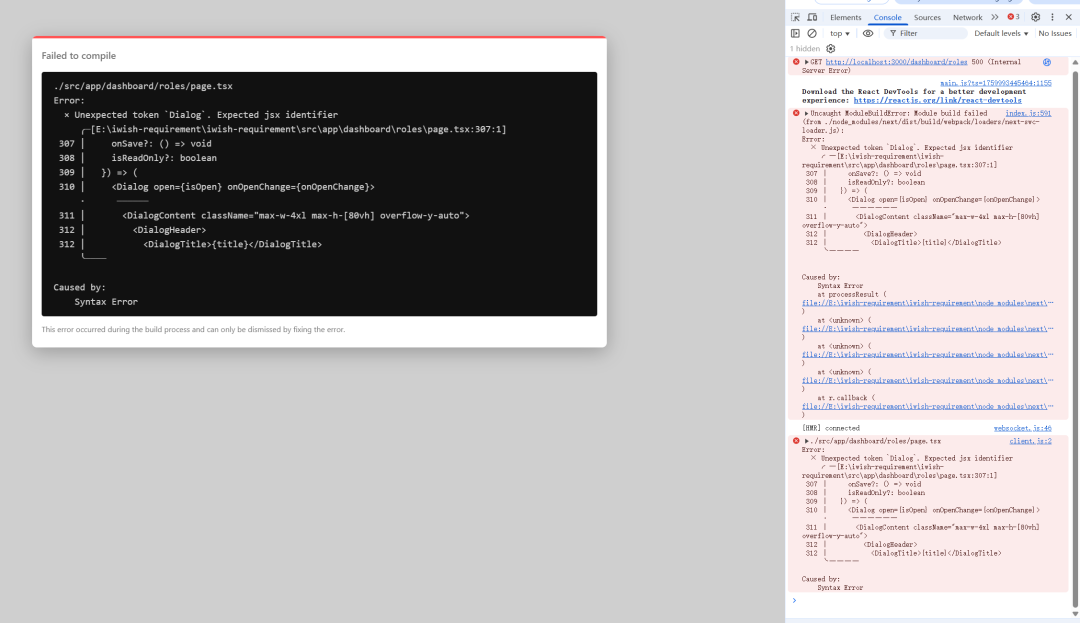 Failed to compile
./src/app/dashboard/roles/page.tsx
Error:
× Unexpected token `Dialog`. Expected jsx identifier
╭─[E:\iwish-requirement\iwish-requirement\src\app\dashboard\roles\page.tsx:307:1]
307 │ onSave?: () => void
308 │ isReadOnly?: boolean
309 │ }) => (
310 │ <Dialog open={isOpen} onOpenChange={onOpenChange}>
· ──────
311 │ <DialogContent className="max-w-4xl max-h-[80vh] overflow-y-auto">
312 │ <DialogHeader>
312 │ <DialogTitle>{title}</DialogTitle>
╰────
Caused by:
Syntax Error
This error occurred during the build process and can only be dismissed by fixing the error.
Elements Console Sources Network 3
top Filter Default levels No Issues
1 hidden
GET http://localhost:3000/dashboard/roles 500 (Internal
Server Error)
main.js?ts=1759993445464:1155
Download the React DevTools for a better development
experience: https://reactjs.org/link/react-devtools
Uncaught ModuleBuildError: Module build failed index.js:591
(from ./node_modules/next/dist/build/webpack/loaders/next-swc-
loader.js):
Error:
× Unexpected token `Dialog`. Expected jsx identifier
╭─[E:\iwish-requirement\iwish-
requirement\src\app\dashboard\roles\page.tsx:307:1]
307 │ onSave?: () => void
308 │ isReadOnly?: boolean
309 │ }) => (
310 │ <Dialog open={isOpen} onOpenChange={onOpenChange}>
· ──────
311 │ <DialogContent className="max-w-4xl max-h-[80vh]
overflow-y-auto">
312 │ <DialogHeader>
312 │ <DialogTitle>{title}</DialogTitle>
╰────
Caused by:
Syntax Error
at processResult (
file://E:\iwish-requirement\iwish-requirement\node_modules\next\…
)
at <unknown> (
file://E:\iwish-requirement\iwish-requirement\node_modules\next\…
)
at <unknown> (
file://E:\iwish-requirement\iwish-requirement\node_modules\next\…
)
at <unknown> (
file://E:\iwish-requirement\iwish-requirement\node_modules\next\…
)
at r.callback (
file://E:\iwish-requirement\iwish-requirement\node_modules\next\…
)
[HMR] connected websocket.js:46
./src/app/dashboard/roles/page.tsx client.js:2
Error:
× Unexpected token `Dialog`. Expected jsx identifier
╭─[E:\iwish-requirement\iwish-
requirement\src\app\dashboard\roles\page.tsx:307:1]
307 │ onSave?: () => void
308 │ isReadOnly?: boolean
309 │ }) => (
310 │ <Dialog open={isOpen} onOpenChange={onOpenChange}>
· ──────
311 │ <DialogContent className="max-w-4xl max-h-[80vh]
overflow-y-auto">
312 │ <DialogHeader>
312 │ <DialogTitle>{title}</DialogTitle>
╰────
Caused by:
Syntax Error